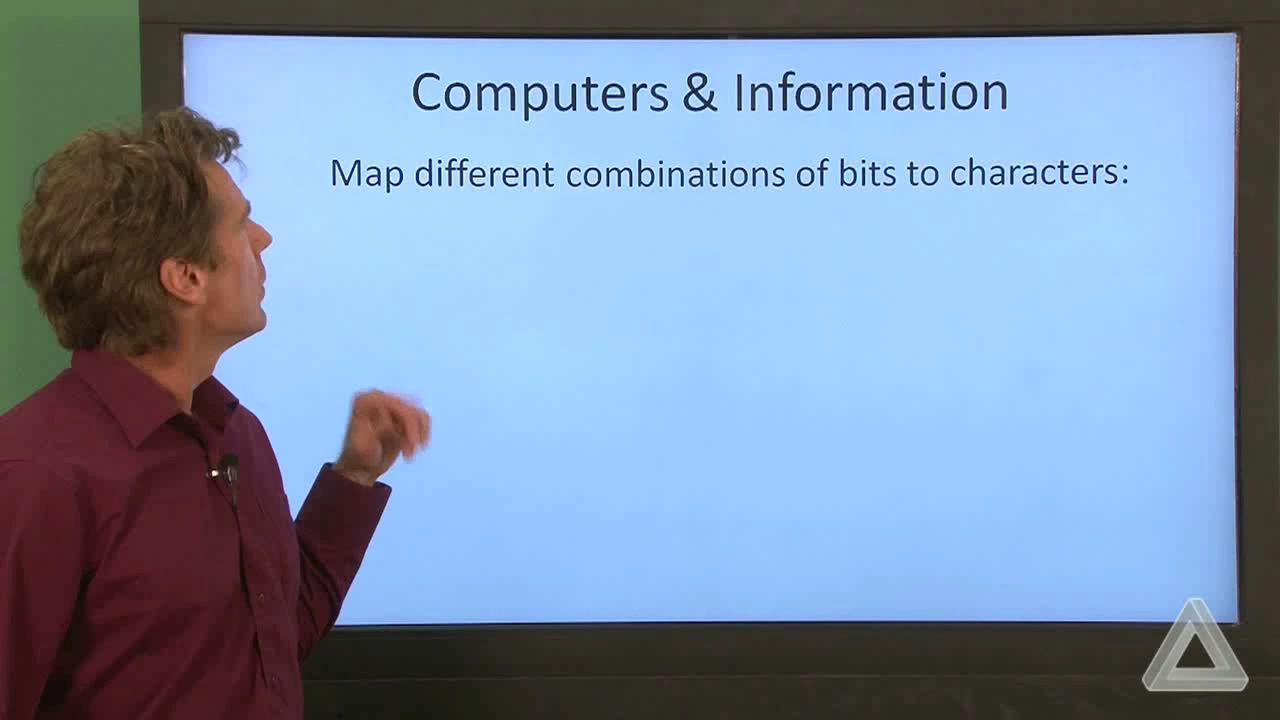 Computers & Information
Map different combinations of bits to characters: